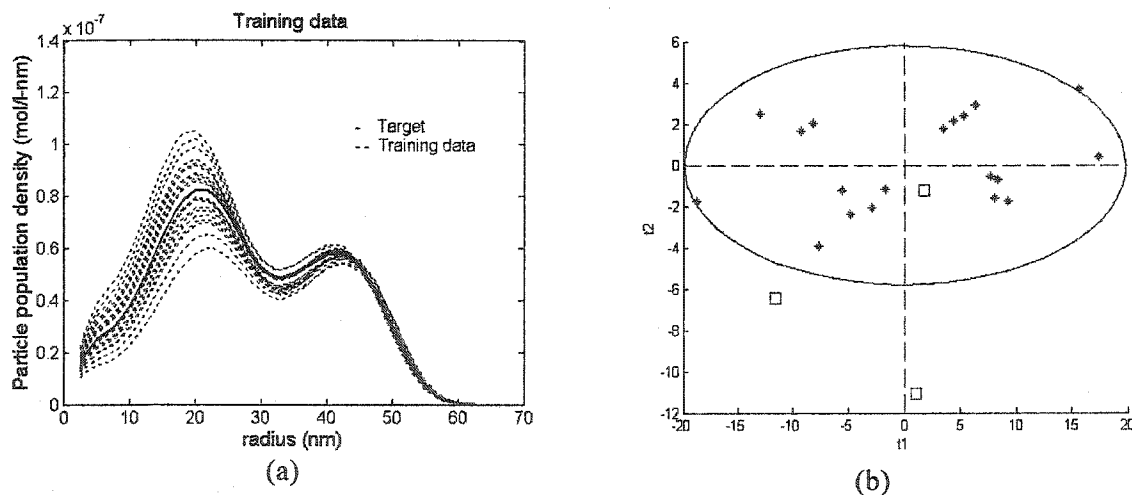 Training data
x 10-7
1.4
1.2
1
0.8
0.6
0.4
0.2
0
Particle population density (mol/l-nm)
Target
Training data
0 10 20 30 40 50 60 70
radius (nm)
(a)
6
4
2
0
-2
-4
-6
-8
-10
-12
t2
-20 -15 -10 -5 0 5 10 15 20
t1
(b)